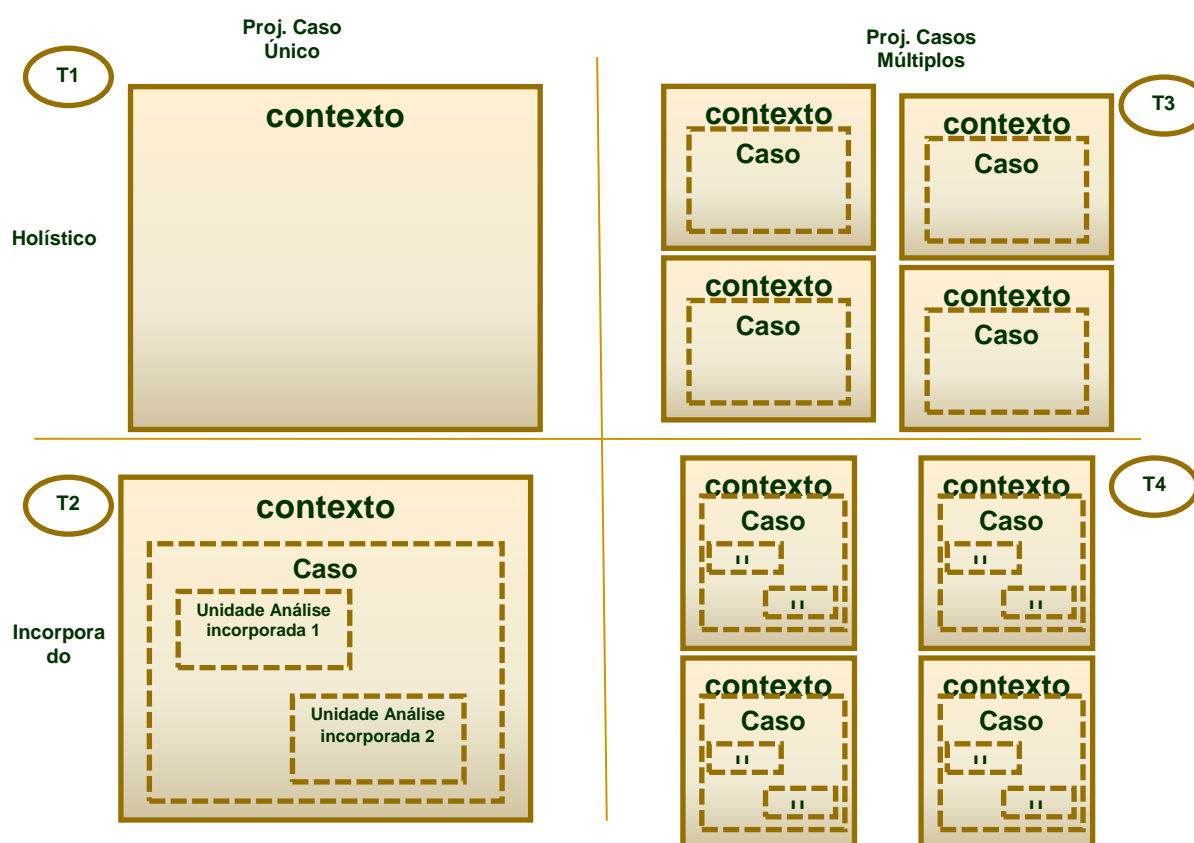 Proj. Caso
Único
Proj. Casos
Múltiplos
T1
T3
contexto
Holístico
contexto
Caso
contexto
Caso
contexto
Caso
contexto
Caso
T2
T4
contexto
Caso
Unidade Análise
incorporada 1
Unidade Análise
incorporada 2
Incorpora
do
contexto
Caso
contexto
Caso
contexto
Caso
contexto
Caso